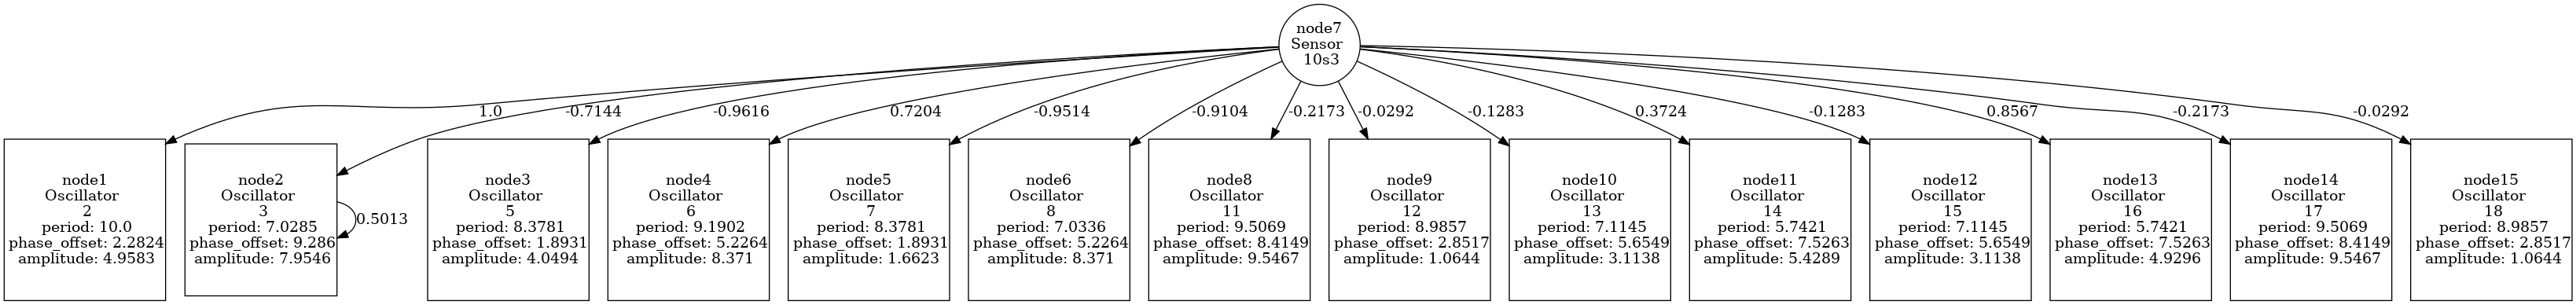 node7
Sensor
10s3
1.0
-0.7144
-0.9616
0.7204
-0.9514
-0.9104
-0.2173
-0.0292
-0.1283
0.3724
-0.1283
0.8567
-0.2173
-0.0292
node1
Oscillator
2
period: 10.0
phase_offset: 2.2824
amplitude: 4.9583
node2
Oscillator
3
period: 7.0285
phase_offset: 9.286
amplitude: 7.9546
0.5013
node3
Oscillator
5
period: 8.3781
phase_offset: 1.8931
amplitude: 4.0494
node4
Oscillator
6
period: 9.1902
phase_offset: 5.2264
amplitude: 8.371
node5
Oscillator
7
period: 8.3781
phase_offset: 1.8931
amplitude: 1.6623
node6
Oscillator
8
period: 7.0336
phase_offset: 5.2264
amplitude: 8.371
node8
Oscillator
11
period: 9.5069
phase_offset: 8.4149
amplitude: 9.5467
node9
Oscillator
12
period: 8.9857
phase_offset: 2.8517
amplitude: 1.0644
node10
Oscillator
13
period: 7.1145
phase_offset: 5.6549
amplitude: 3.1138
node11
Oscillator
14
period: 5.7421
phase_offset: 7.5263
amplitude: 5.4289
node12
Oscillator
15
period: 7.1145
phase_offset: 5.6549
amplitude: 3.1138
node13
Oscillator
16
period: 5.7421
phase_offset: 7.5263
amplitude: 4.9296
node14
Oscillator
17
period: 9.5069
phase_offset: 8.4149
amplitude: 9.5467
node15
Oscillator
18
period: 8.9857
phase_offset: 2.8517
amplitude: 1.0644